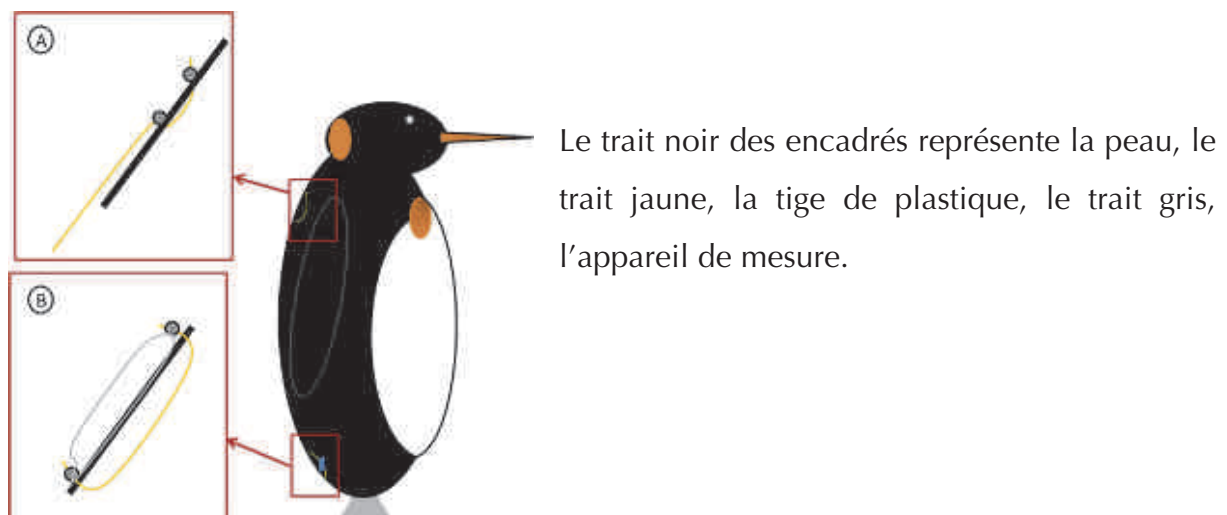 A
B
Le trait noir des encadrés représente la peau, le
trait jaune, la tige de plastique, le trait gris,
l’appareil de mesure.